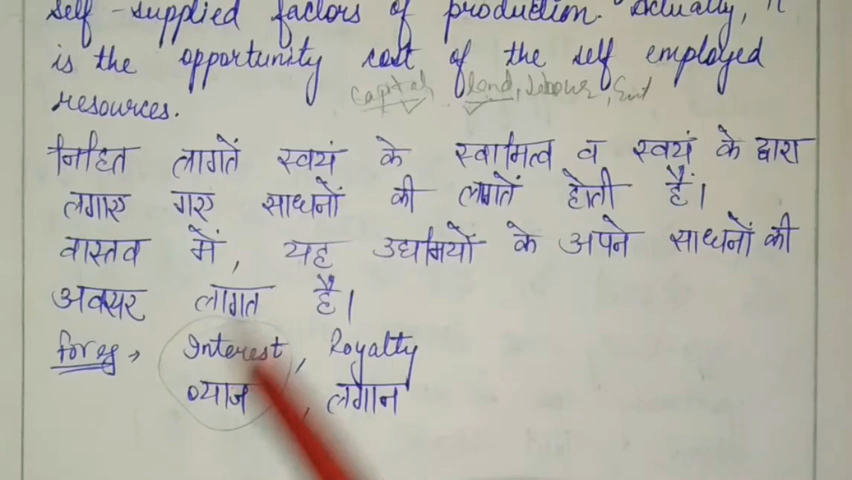 self-supplied factors of production. Actually, it
is the opportunity cost of the self employed
capital, land, Labour, Ent
resources.
निहित लागतें स्वयं के स्वामित्व व स्वयं के द्वारा
लगाए गए साधनों की लागतें होती हैं।
वास्तव में, यह उद्यमियों के अपने साधनों की
अवसर लागत है।
For eg → Interest, Royalty
ब्याज, लगान